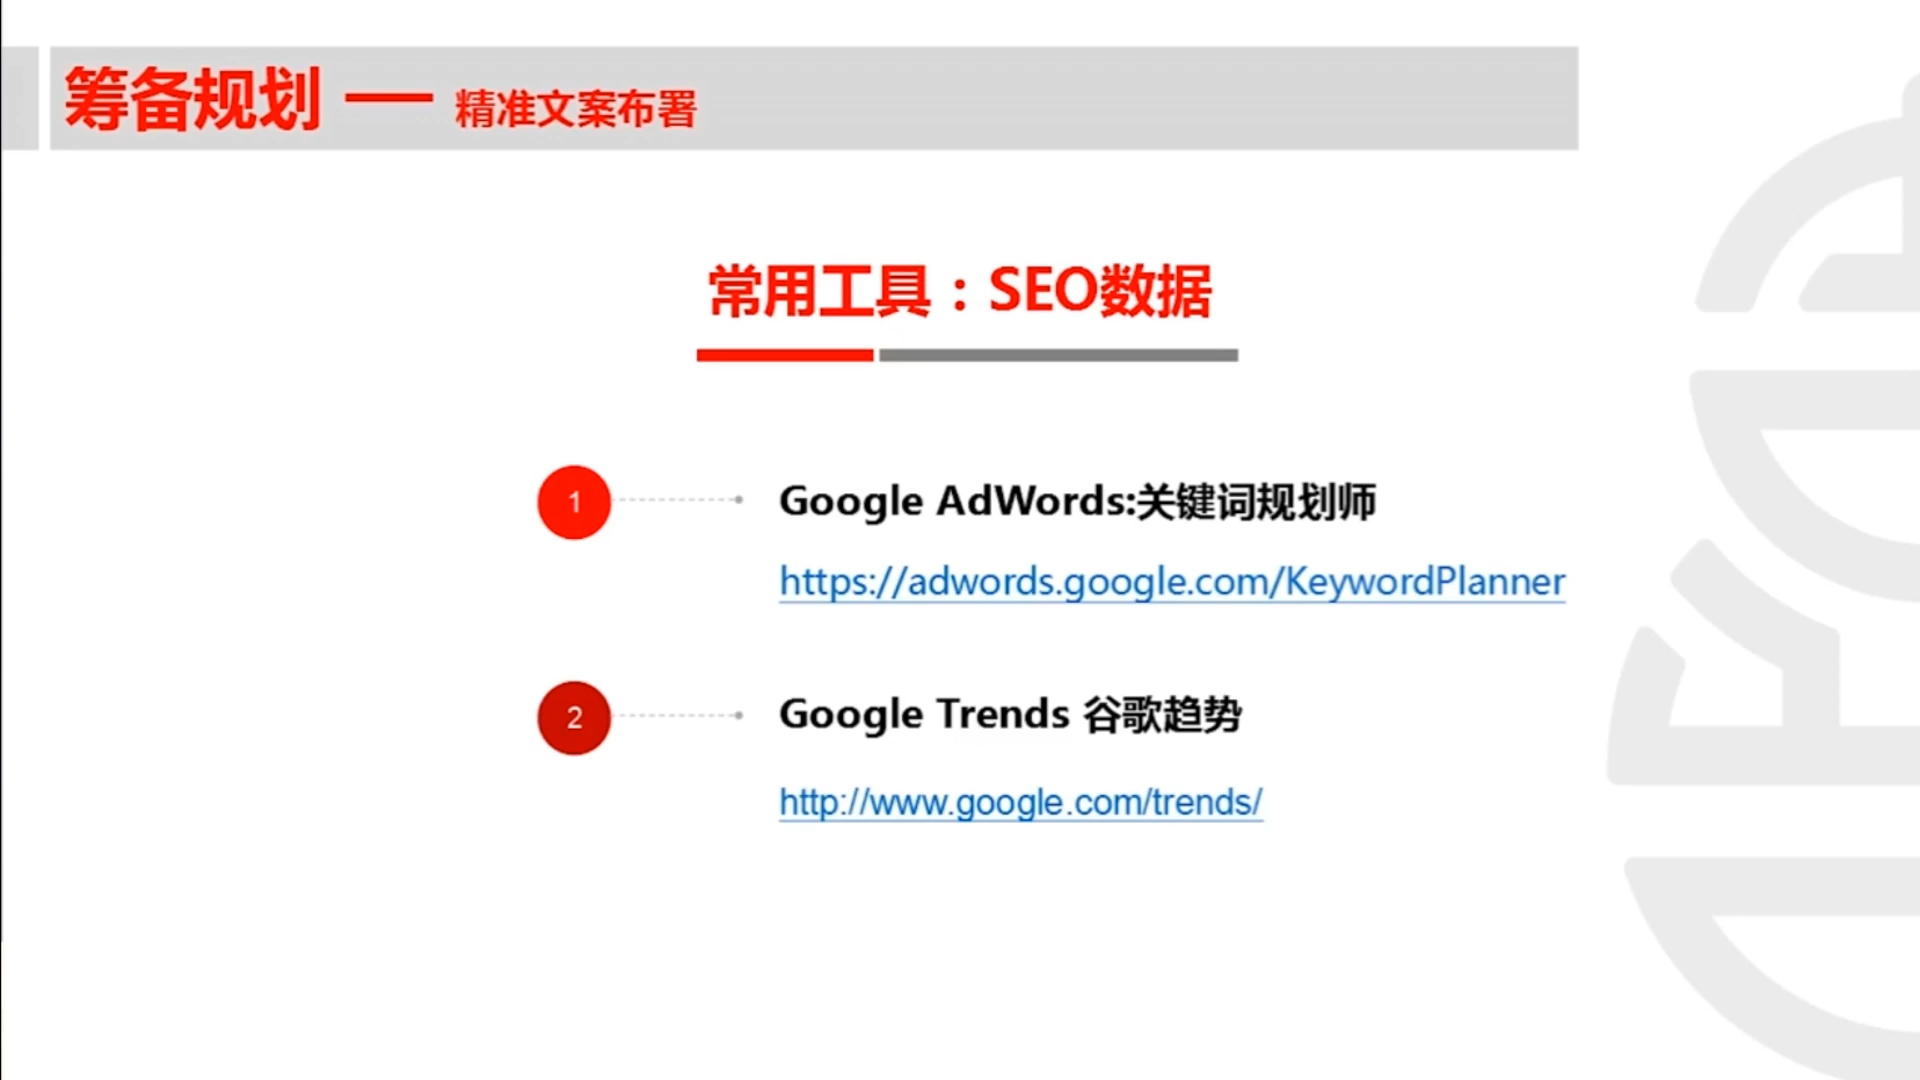 筹备规划 — 精准文案布署
常用工具：SEO数据
1
Google AdWords:关键词规划师
https://adwords.google.com/KeywordPlanner
2
Google Trends 谷歌趋势
http://www.google.com/trends/